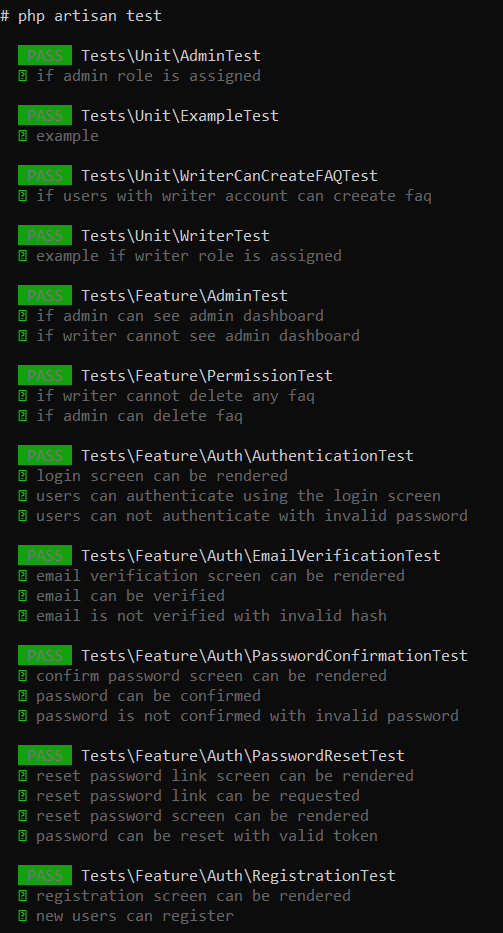 # php artisan test
PASS Tests\Unit\AdminTest
if admin role is assigned
PASS Tests\Unit\ExampleTest
example
PASS Tests\Unit\WriterCanCreateFAQTest
if users with writer account can creeate faq
PASS Tests\Unit\WriterTest
example if writer role is assigned
PASS Tests\Feature\AdminTest
if admin can see admin dashboard
if writer cannot see admin dashboard
PASS Tests\Feature\PermissionTest
if writer cannot delete any faq
if admin can delete faq
PASS Tests\Feature\Auth\AuthenticationTest
login screen can be rendered
users can authenticate using the login screen
users can not authenticate with invalid password
PASS Tests\Feature\Auth\EmailVerificationTest
email verification screen can be rendered
email can be verified
email is not verified with invalid hash
PASS Tests\Feature\Auth\PasswordConfirmationTest
confirm password screen can be rendered
password can be confirmed
password is not confirmed with invalid password
PASS Tests\Feature\Auth\PasswordResetTest
reset password link screen can be rendered
reset password link can be requested
reset password screen can be rendered
password can be reset with valid token
PASS Tests\Feature\Auth\RegistrationTest
registration screen can be rendered
new users can register